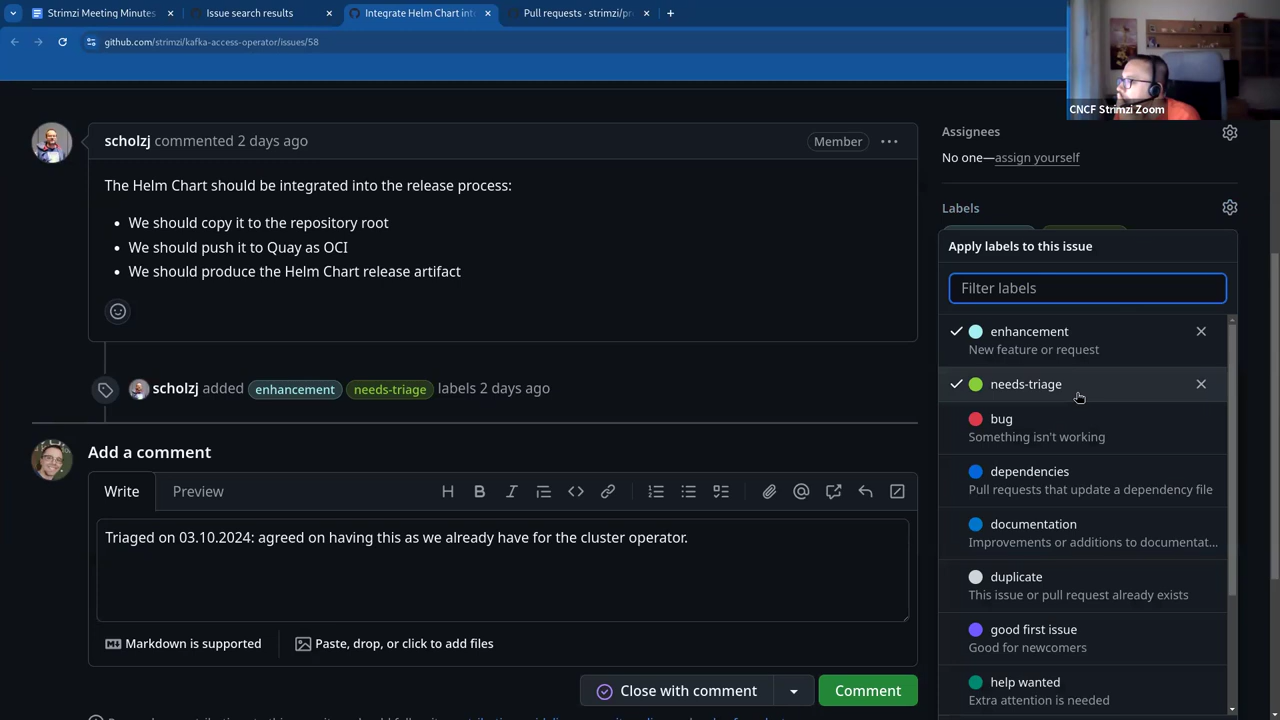 Strimzi Meeting Minutes
Issue search results
Integrate Helm Chart int
Pull requests · strimzi/pr
github.com/strimzi/kafka-access-operator/issues/58
CNCF Strimzi Zoom
scholzj commented 2 days ago
Member
The Helm Chart should be integrated into the release process:
We should copy it to the repository root
We should push it to Quay as OCI
We should produce the Helm Chart release artifact
scholzj added enhancement needs-triage labels 2 days ago
Add a comment
Write
Preview
Triaged on 03.10.2024: agreed on having this as we already have for the cluster operator.
Markdown is supported
Paste, drop, or click to add files
Close with comment
Comment
Assignees
No one—assign yourself
Labels
Apply labels to this issue
Filter labels
enhancement
New feature or request
needs-triage
bug
Something isn't working
dependencies
Pull requests that update a dependency file
documentation
Improvements or additions to documentat...
duplicate
This issue or pull request already exists
good first issue
Good for newcomers
help wanted
Extra attention is needed